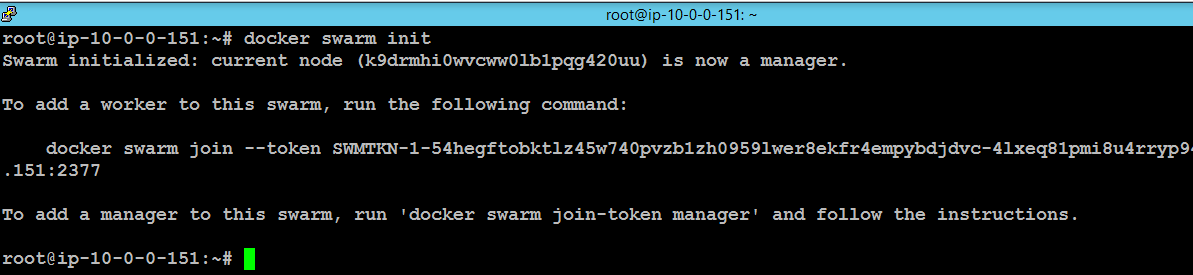 root@ip-10-0-0-151: ~
root@ip-10-0-0-151:~# docker swarm init
Swarm initialized: current node (k9drmhi0wvcww0lb1pqg420uu) is now a manager.
To add a worker to this swarm, run the following command:
docker swarm join --token SWMTKN-1-54hegftobktlz45w740pvzb1zh0959lwer8ekfr4empybdjdvc-4lxeq81pmi8u4rryp94
.151:2377
To add a manager to this swarm, run 'docker swarm join-token manager' and follow the instructions.
root@ip-10-0-0-151:~#